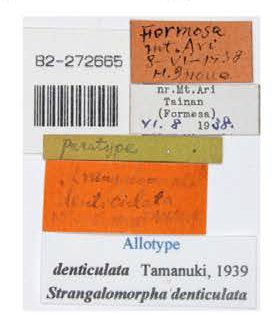 B2-272665
Formosa
Mt. Ari
8-VI-1938
M. Inoue
nr.Mt.Ari
Tainan
(Formosa)
VI. 8 1938.
paratype
denticulata
Allotype
denticulata Tamanuki, 1939
Strangalomorpha denticulata